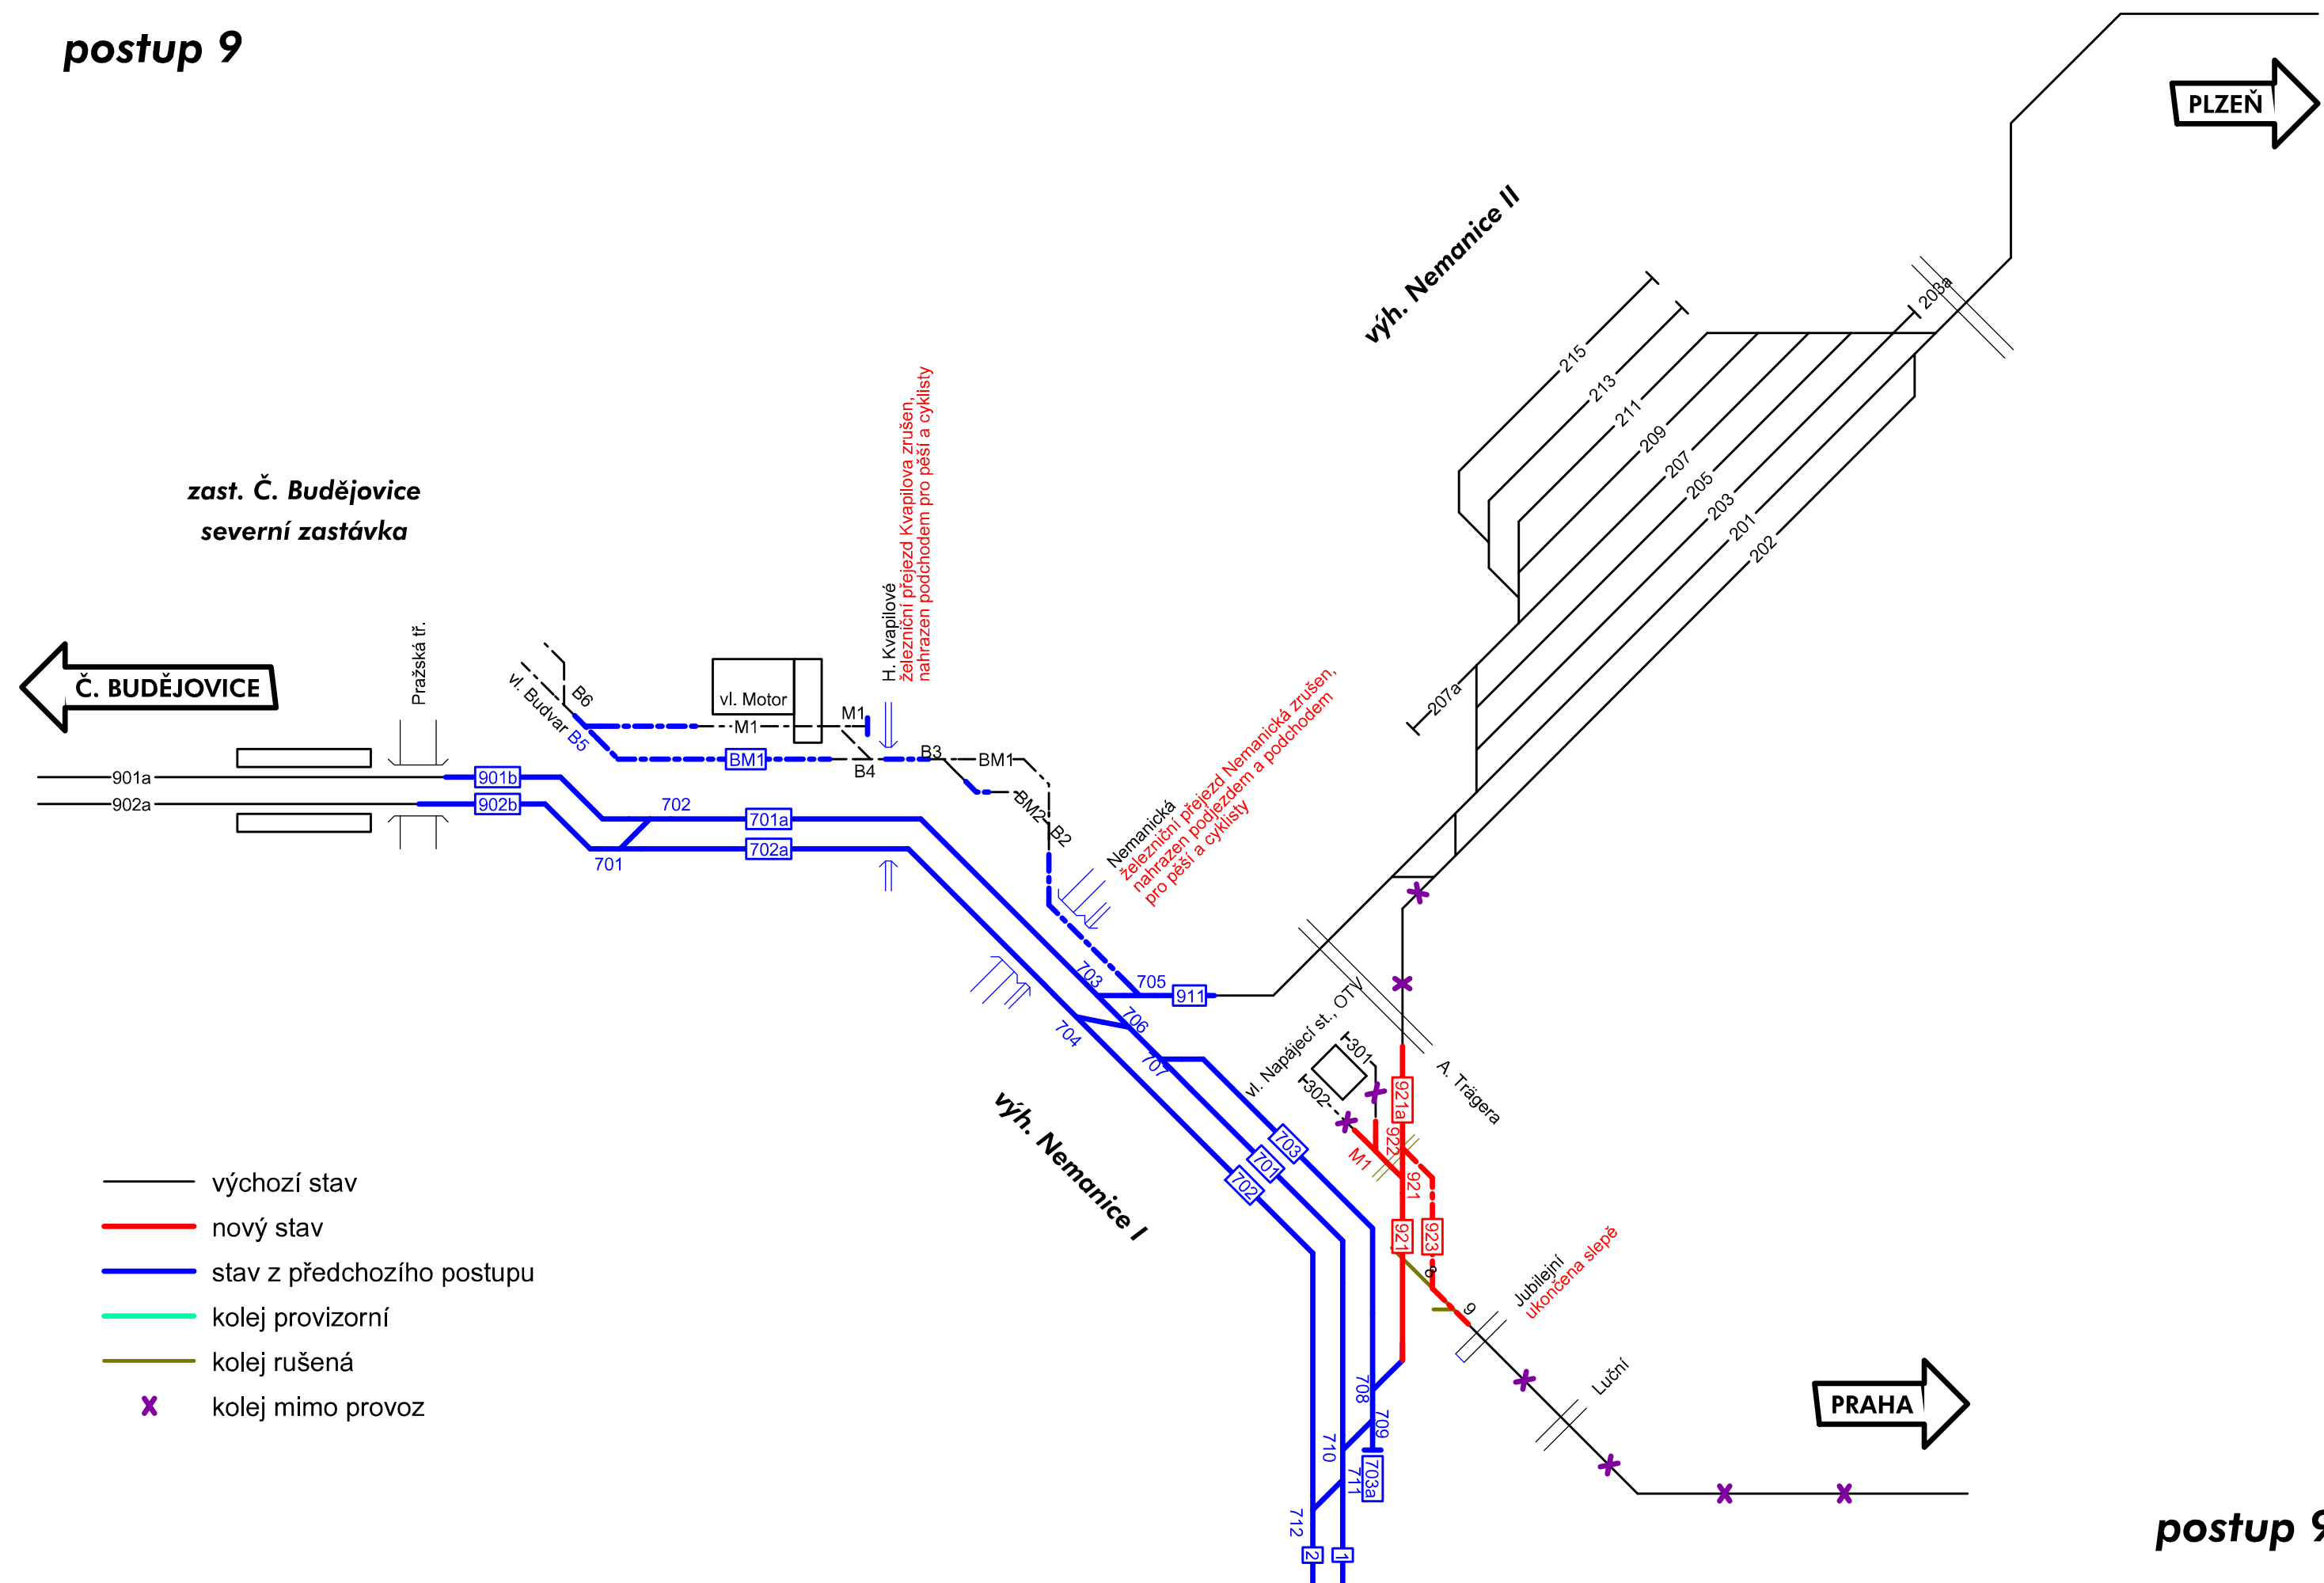 postup 9
PLZEŇ
výh. Nemanice II
203a
215
213
211
209
207
205
203
201
202
207a
zast. Č. Budějovice
severní zastávka
H. Kvapilové
železniční přejezd Kvapilova zrušen,
nahrazen podchodem pro pěší a cyklisty
Pražská tř.
Č. BUDĚJOVICE
vl. Budvar
B6
B5
vl. Motor
M1
M1
BM1
B4
B3
BM1
BM2
B2
901a
901b
902a
902b
702
701a
701
702a
Nemanická
železniční přejezd Nemanická zrušen,
nahrazen podjezdem a podchodem
pro pěší a cyklisty
703
705
911
704
706
707
vl. Napájecí st., OTV
301
302
A. Trägera
921a
922
M1
921
921
923
8
9
Jubilejní
ukončena slepě
Luční
výh. Nemanice I
703
701
702
708
709
710
711
703a
712
2
1
PRAHA
výchozí stav
nový stav
stav z předchozího postupu
kolej provizorní
kolej rušená
kolej mimo provoz
postup 9